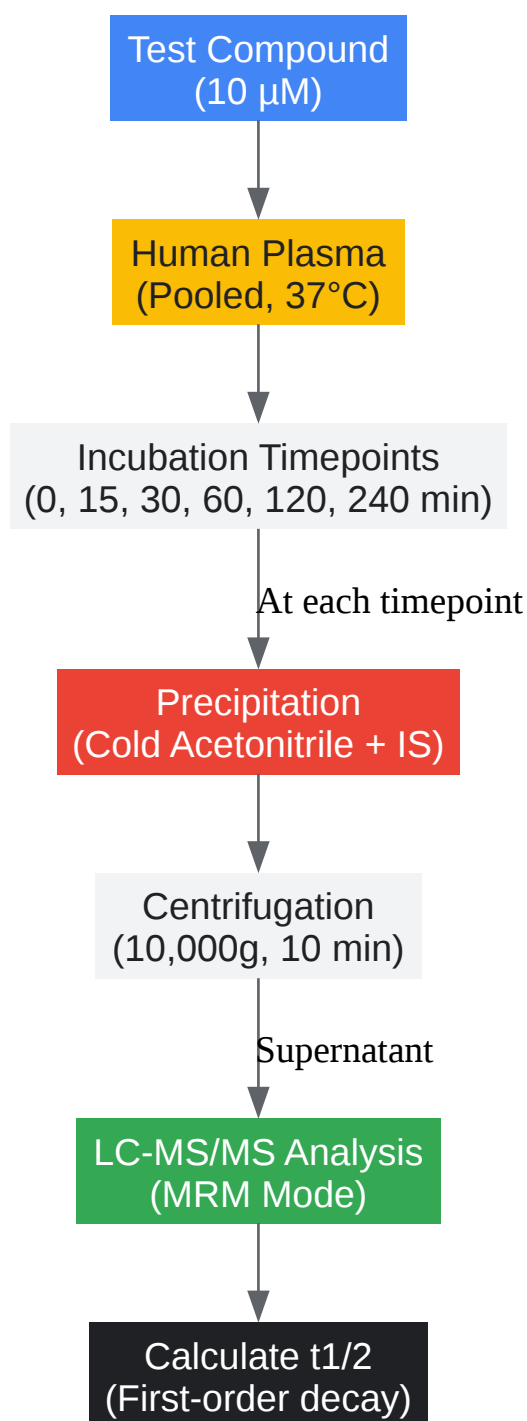 Test Compound
(10 µM)
Human Plasma
(Pooled, 37°C)
Incubation Timepoints
(0, 15, 30, 60, 120, 240 min)
At each timepoint
Precipitation
(Cold Acetonitrile + IS)
Centrifugation
(10,000g, 10 min)
Supernatant
LC-MS/MS Analysis
(MRM Mode)
Calculate t1/2
(First-order decay)